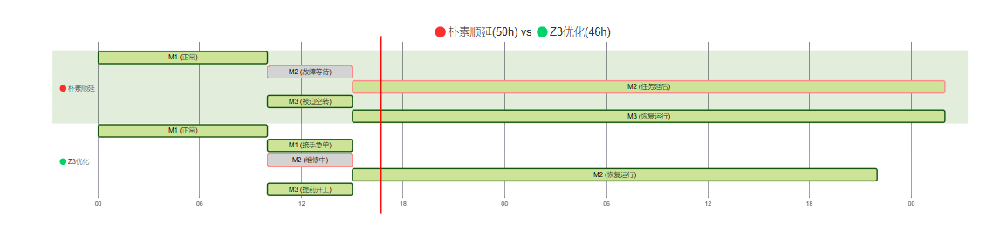 朴素顺延(50h) vs Z3优化(46h)
M1 (正常)
M2 (故障等待)
M2 (任务延后)
朴素顺延
M3 (被迫空转)
M3 (恢复运行)
M1 (正常)
M1 (接手急单)
M2 (维修中)
Z3优化
M2 (恢复运行)
M3 (提前开工)
00 06 12 18 00 06 12 18 00